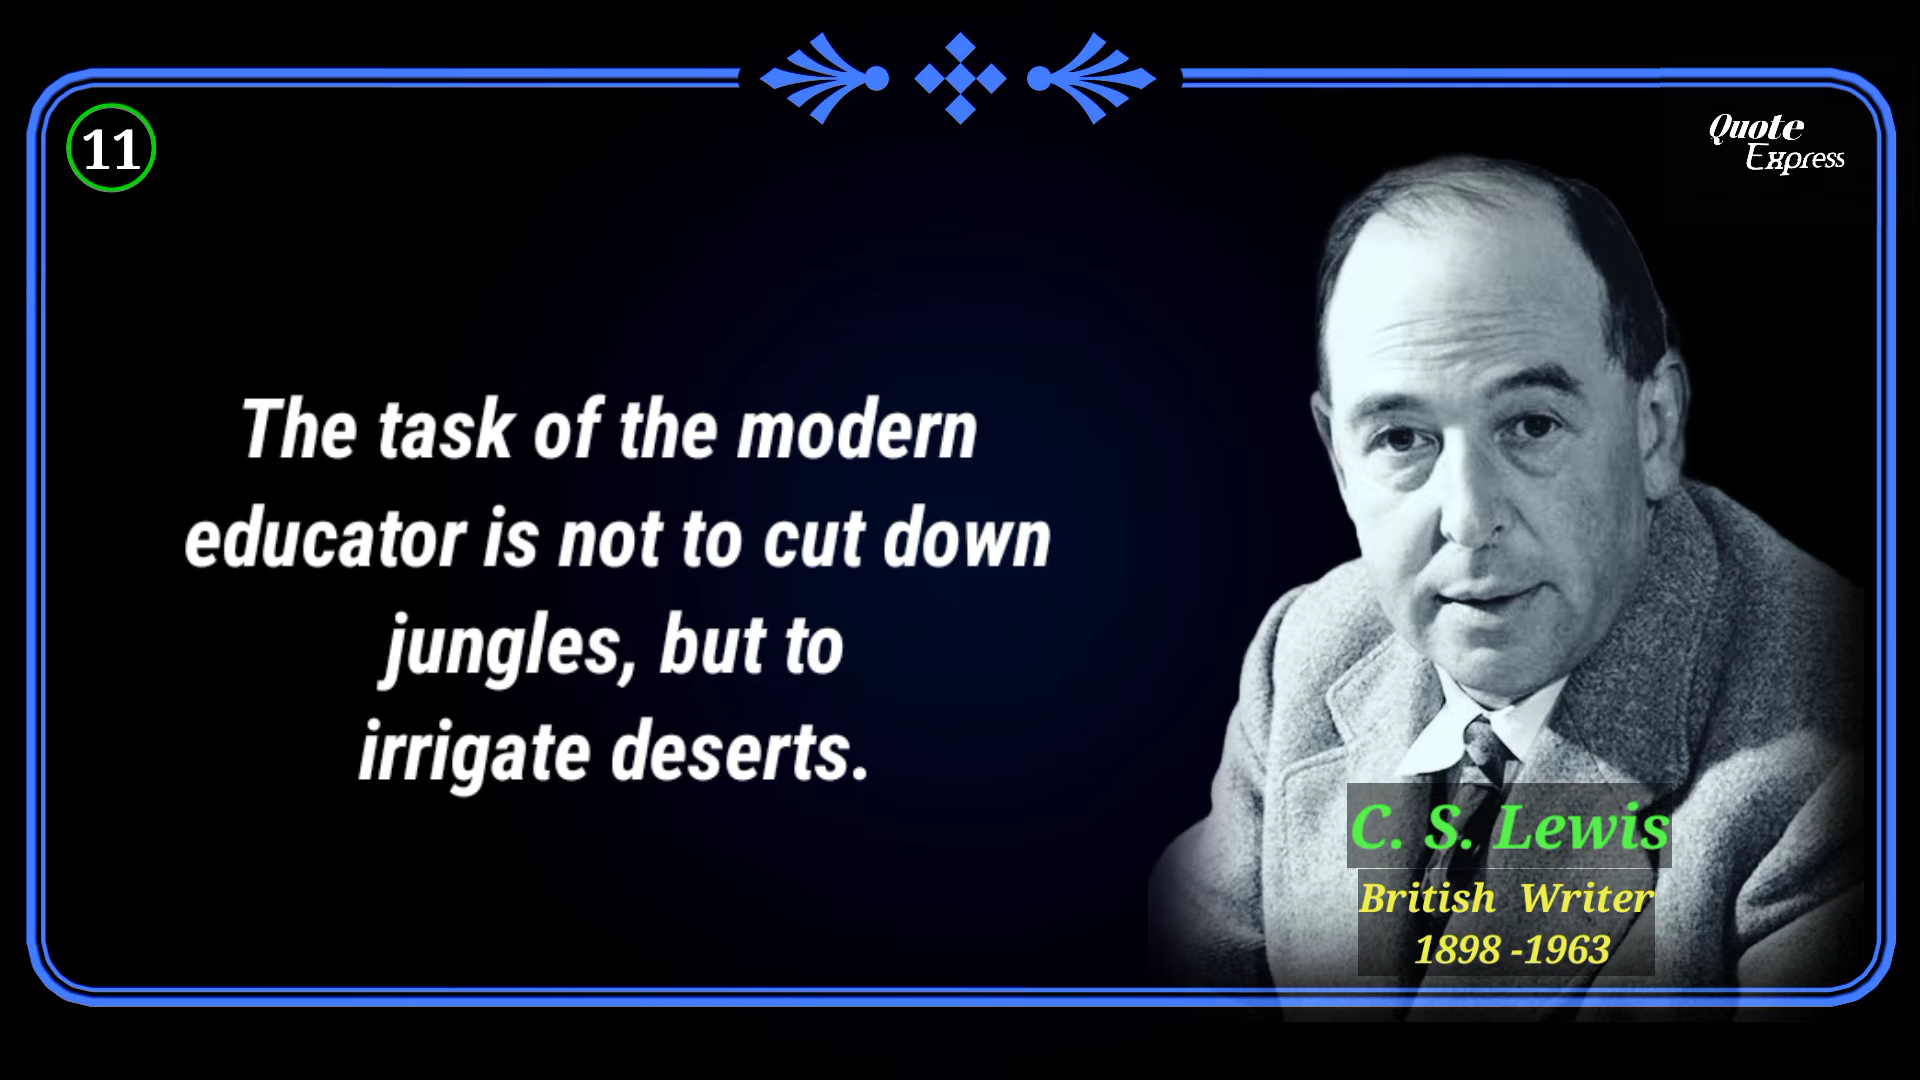 11
Quote
Express
The task of the modern
educator is not to cut down
jungles, but to
irrigate deserts.
C. S. Lewis
British Writer
1898 -1963